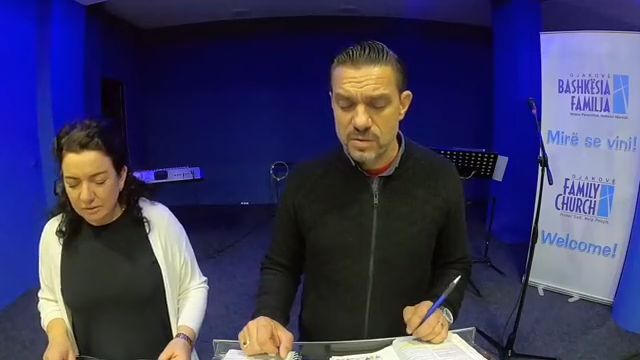 GJAKOVË
BASHKËSIA
FAMILJA
Mirë se vini!
GJAKOVË
FAMILY
CHURCH
Welcome!